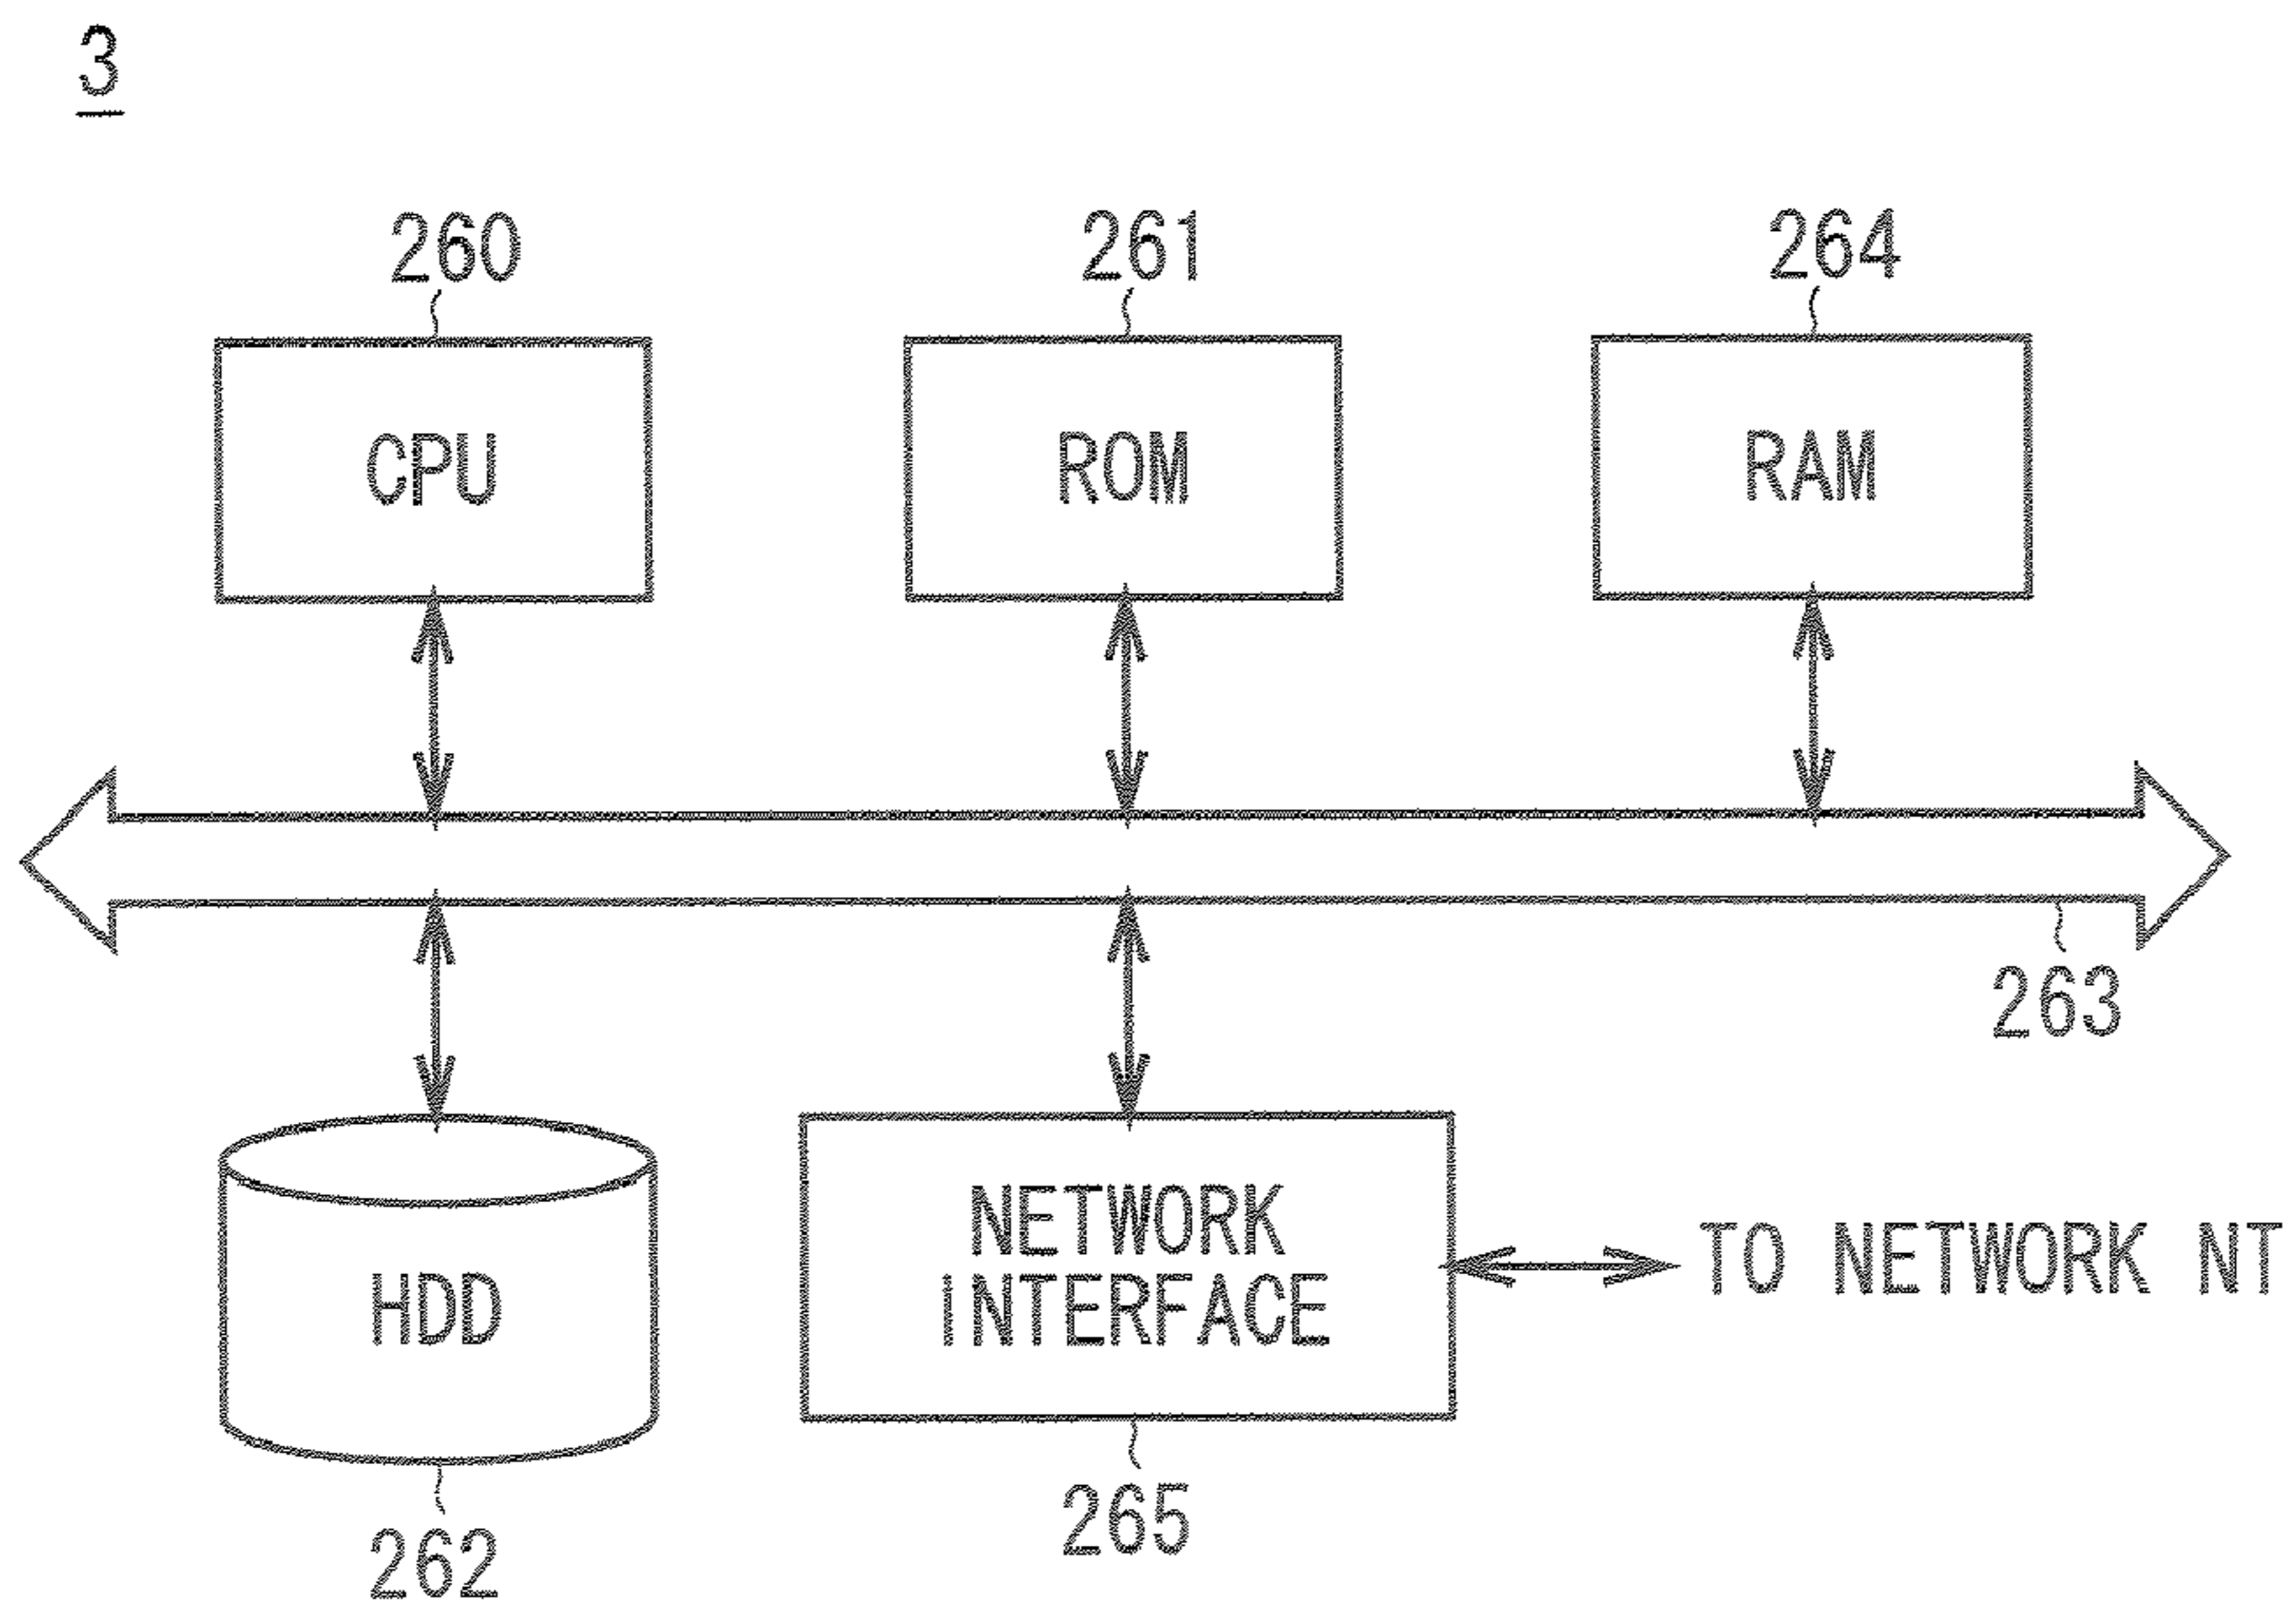 3
260
261
264
CPU
ROM
RAM
263
HDD
NETWORK
INTERFACE
TO NETWORK NT
262
265